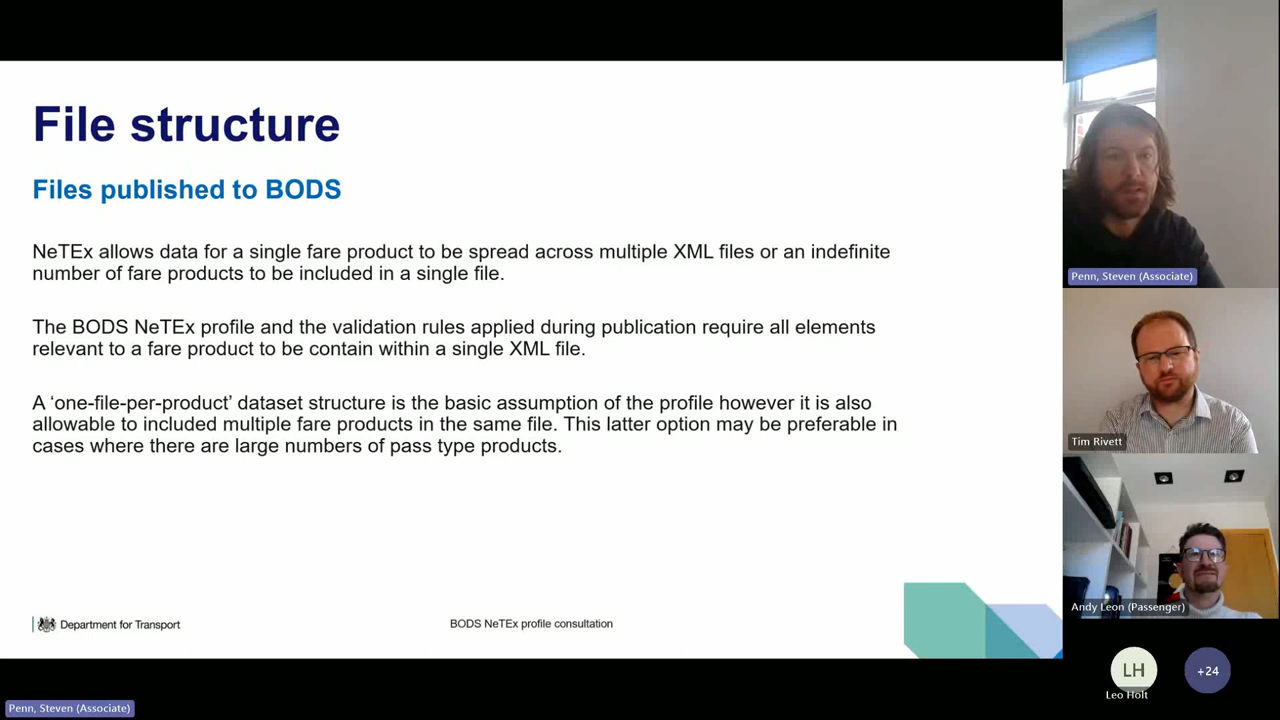 File structure
Files published to BODS
NeTEx allows data for a single fare product to be spread across multiple XML files or an indefinite
number of fare products to be included in a single file.
The BODS NeTEx profile and the validation rules applied during publication require all elements
relevant to a fare product to be contain within a single XML file.
A ‘one-file-per-product’ dataset structure is the basic assumption of the profile however it is also
allowable to included multiple fare products in the same file. This latter option may be preferable in
cases where there are large numbers of pass type products.
Department for Transport
BODS NeTEx profile consultation
Penn, Steven (Associate)
Tim Rivett
Andy Leon (Passenger)
LH
Leo Holt
+24
Penn, Steven (Associate)